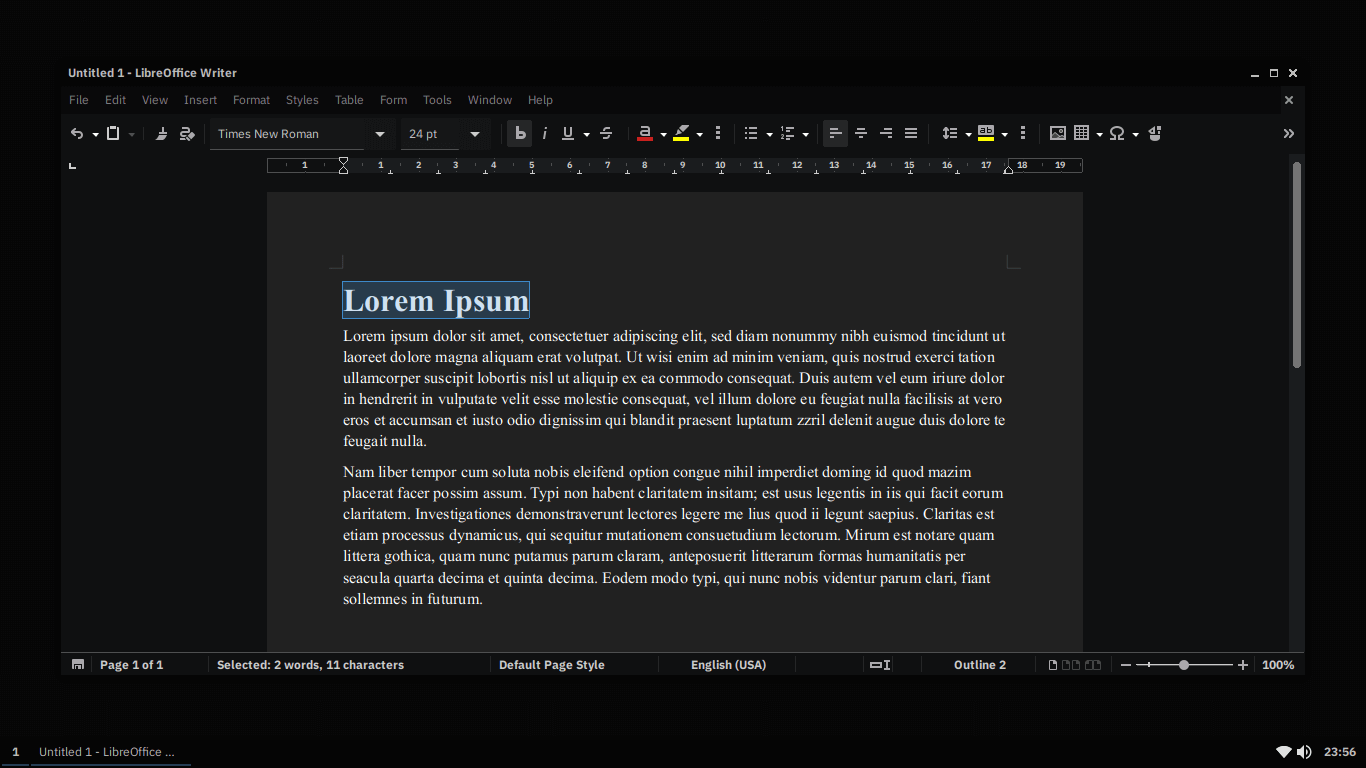 Untitled 1 - LibreOffice Writer
File Edit View Insert Format Styles Table Form Tools Window Help
Times New Roman 24 pt b i U S a ab
1 1 2 3 4 5 6 7 8 9 10 11 12 13 14 15 16 17 18 19
Lorem Ipsum
Lorem ipsum dolor sit amet, consectetuer adipiscing elit, sed diam nonummy nibh euismod tincidunt ut
laoreet dolore magna aliquam erat volutpat. Ut wisi enim ad minim veniam, quis nostrud exerci tation
ullamcorper suscipit lobortis nisl ut aliquip ex ea commodo consequat. Duis autem vel eum iriure dolor
in hendrerit in vulputate velit esse molestie consequat, vel illum dolore eu feugiat nulla facilisis at vero
eros et accumsan et iusto odio dignissim qui blandit praesent luptatum zzril delenit augue duis dolore te
feugait nulla.
Nam liber tempor cum soluta nobis eleifend option congue nihil imperdiet doming id quod mazim
placerat facer possim assum. Typi non habent claritatem insitam; est usus legentis in iis qui facit eorum
claritatem. Investigationes demonstraverunt lectores legere me lius quod ii legunt saepius. Claritas est
etiam processus dynamicus, qui sequitur mutationem consuetudium lectorum. Mirum est notare quam
littera gothica, quam nunc putamus parum claram, anteposuerit litterarum formas humanitatis per
seacula quarta decima et quinta decima. Eodem modo typi, qui nunc nobis videntur parum clari, fiant
sollemnes in futurum.
Page 1 of 1 Selected: 2 words, 11 characters Default Page Style English (USA) Outline 2 100%
1 Untitled 1 - LibreOffice ... 23:56